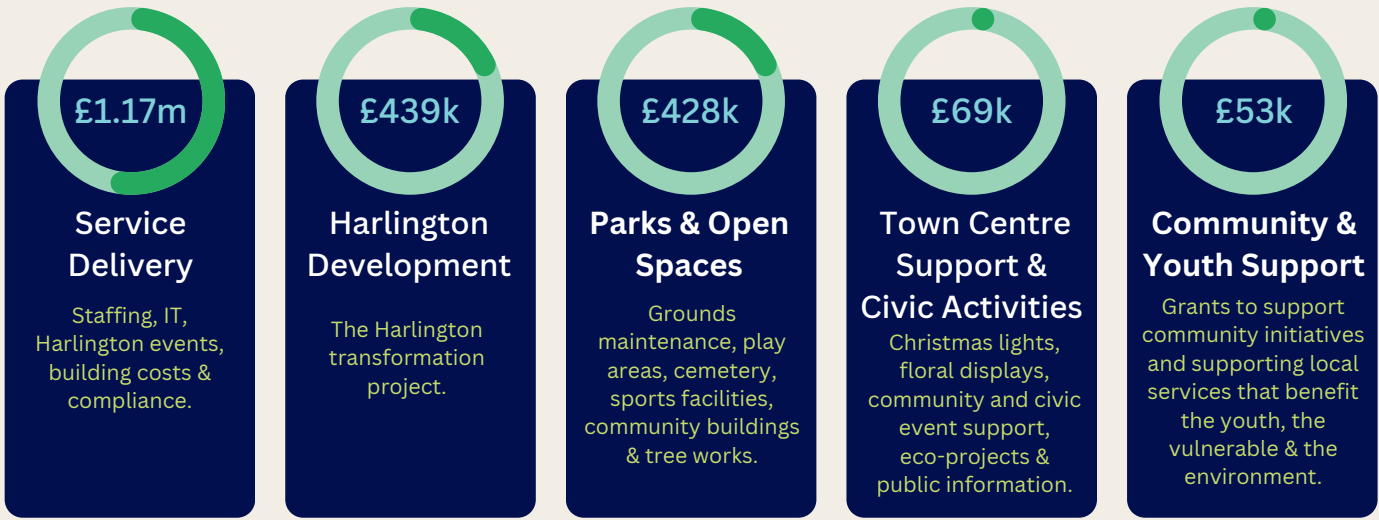 £1.17m
Service
Delivery
Staffing, IT,
Harlington events,
building costs &
compliance.
£439k
Harlington
Development
The Harlington
transformation
project.
£428k
Parks & Open
Spaces
Grounds
maintenance, play
areas, cemetery,
sports facilities,
community buildings
& tree works.
£69k
Town Centre
Support &
Civic Activities
Christmas lights,
floral displays,
community and civic
event support,
eco-projects &
public information.
£53k
Community &
Youth Support
Grants to support
community initiatives
and supporting local
services that benefit
the youth, the
vulnerable & the
environment.